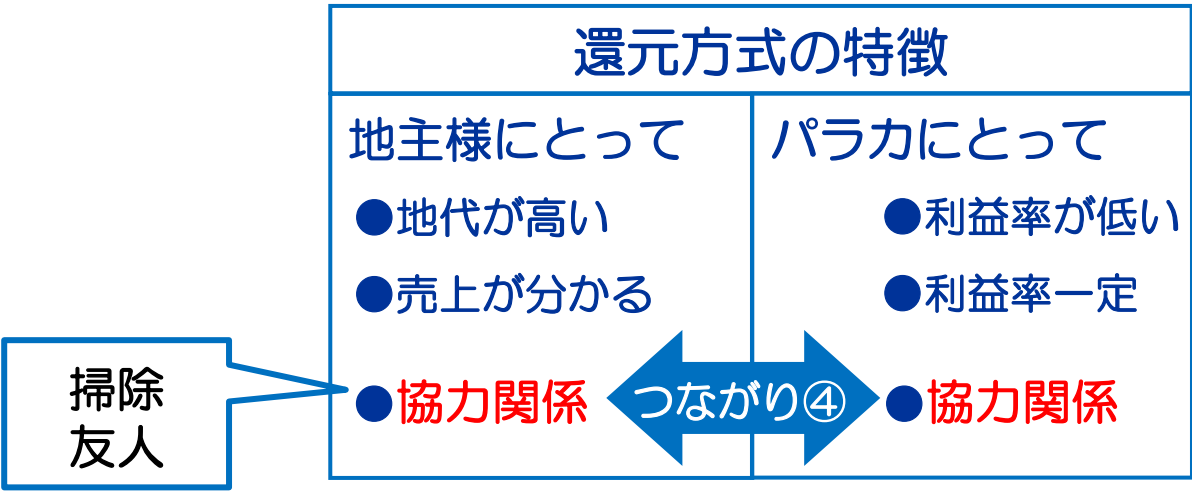 還元方式の特徴
地主様にとって
●地代が高い
●売上が分かる
●協力関係
パラカにとって
●利益率が低い
●利益率一定
●協力関係
つながり④
掃除
友人